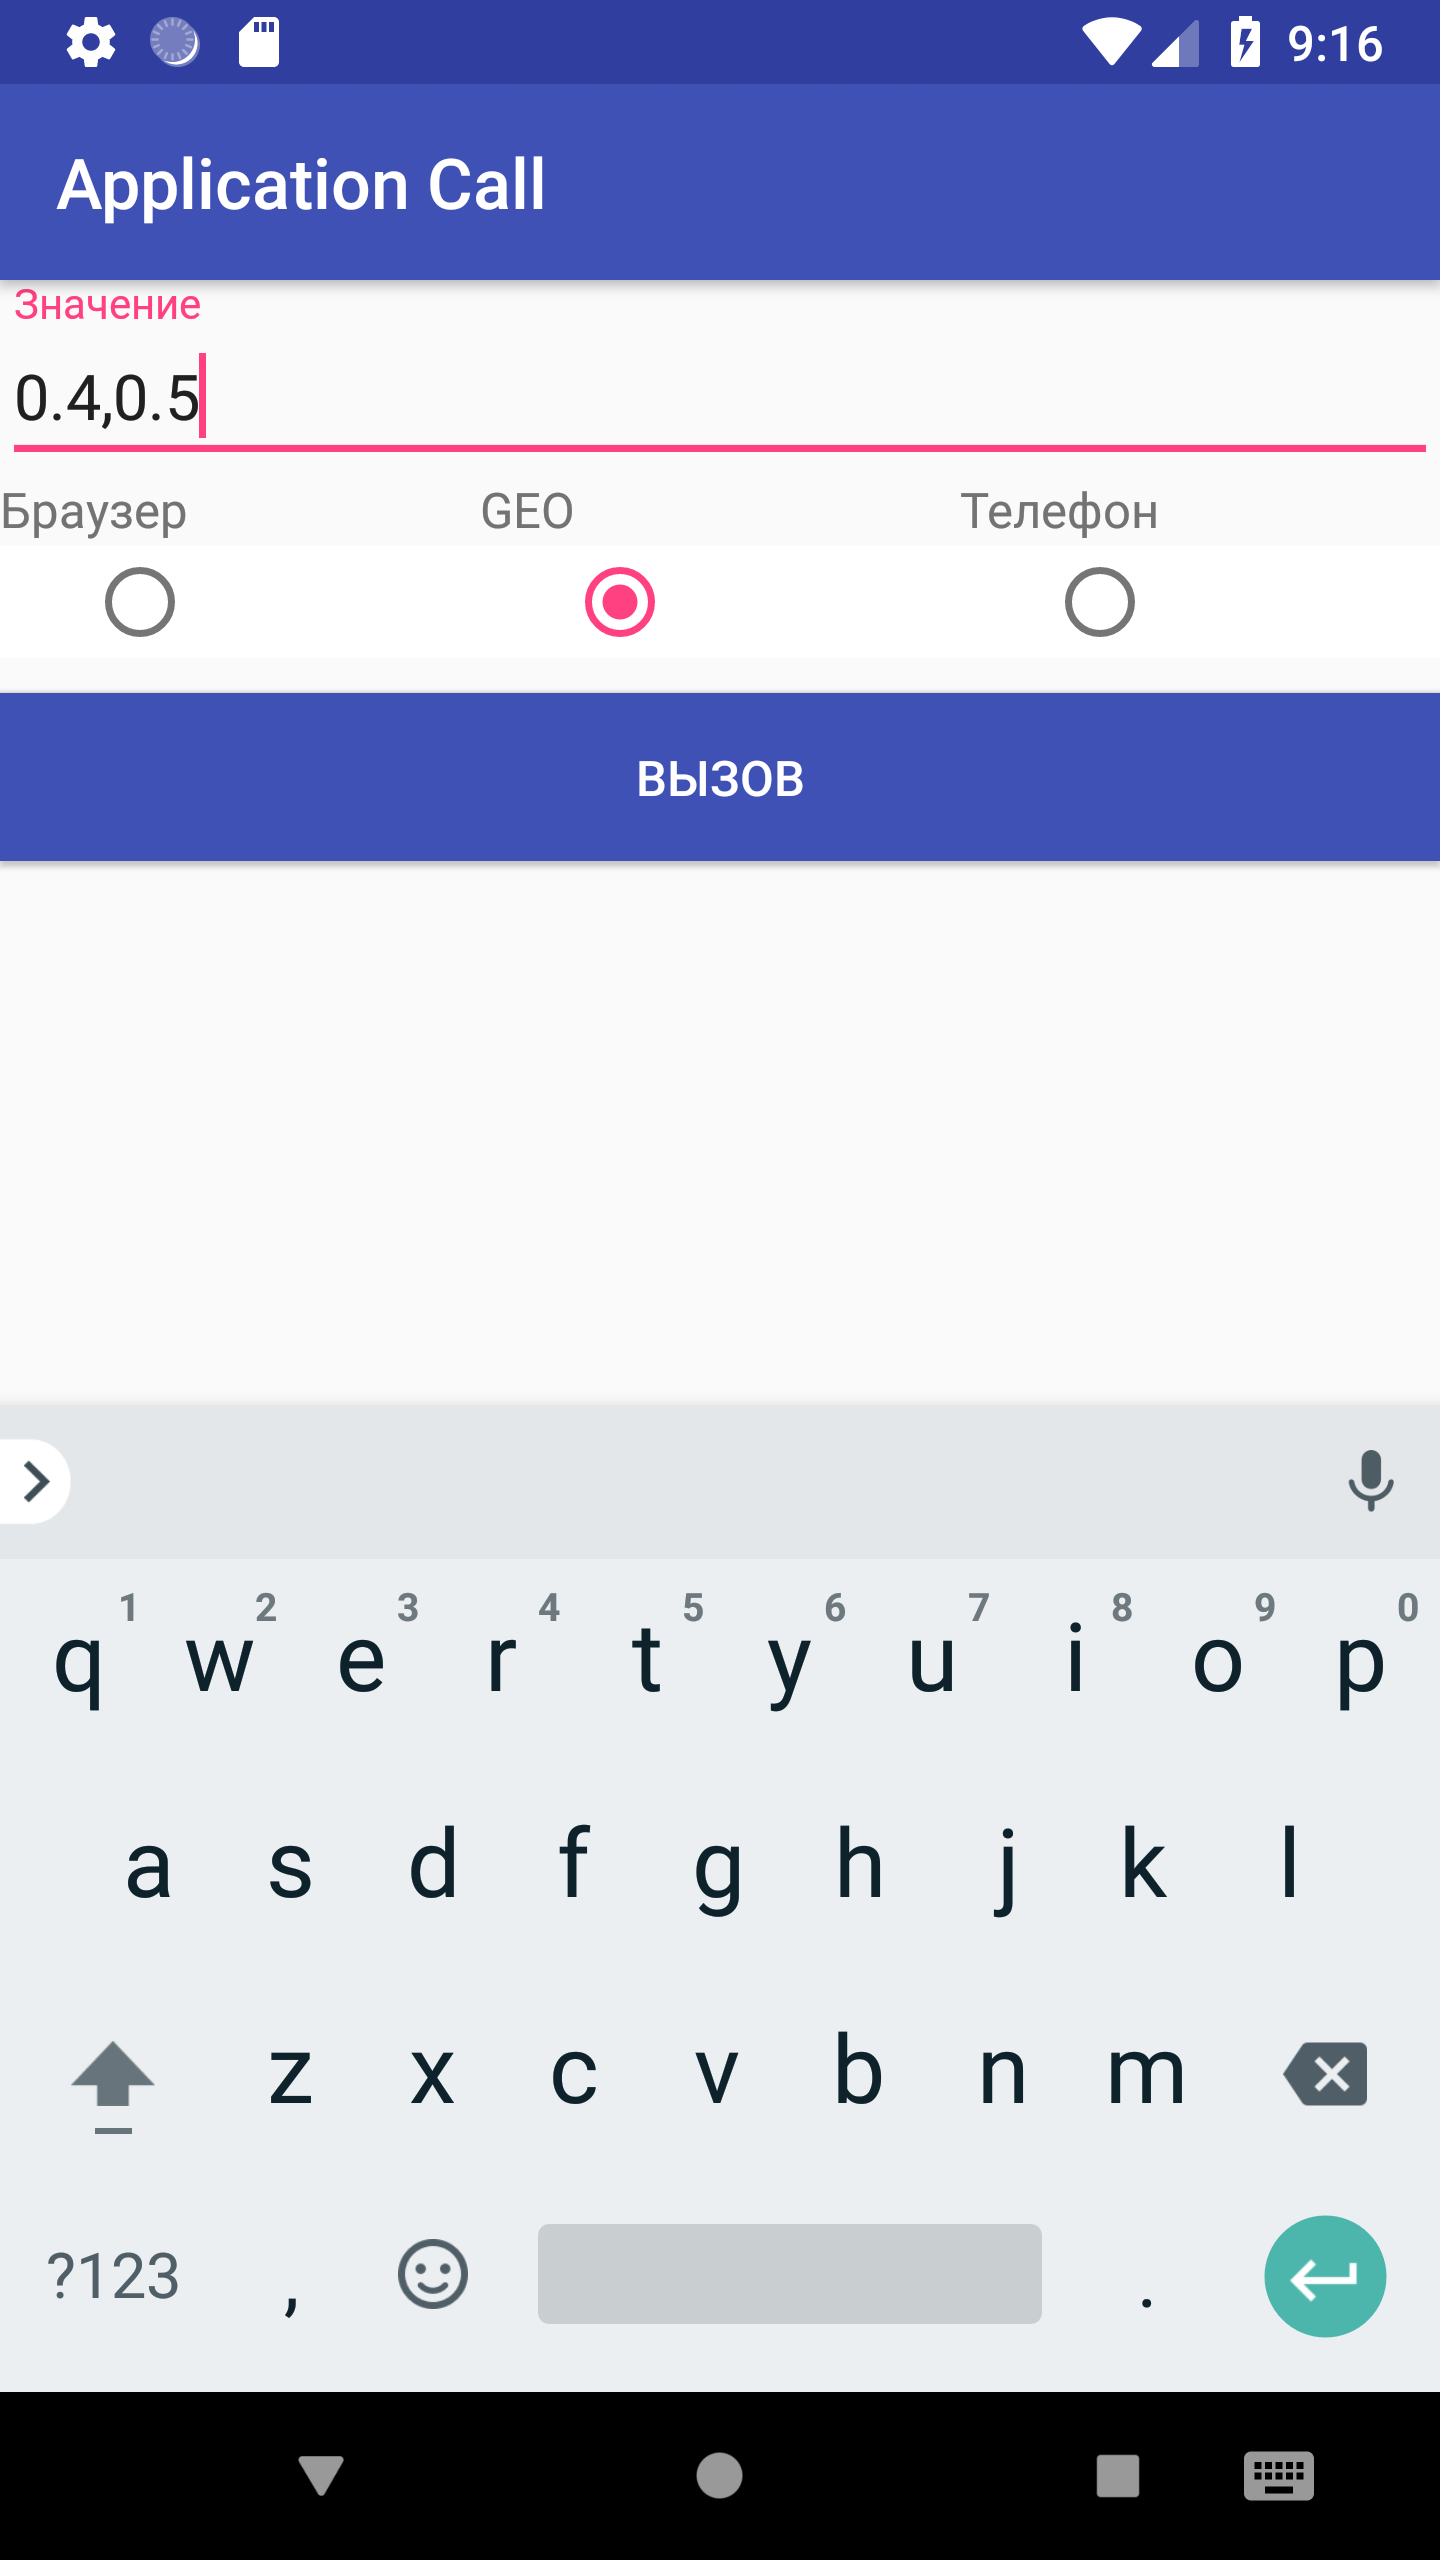 9:16
Application Call
Значение
0.4,0.5
Браузер GEO Телефон
ВЫЗОВ
1 2 3 4 5 6 7 8 9 0
q w e r t y u i o p
a s d f g h j k l
z x c v b n m
?123 , .